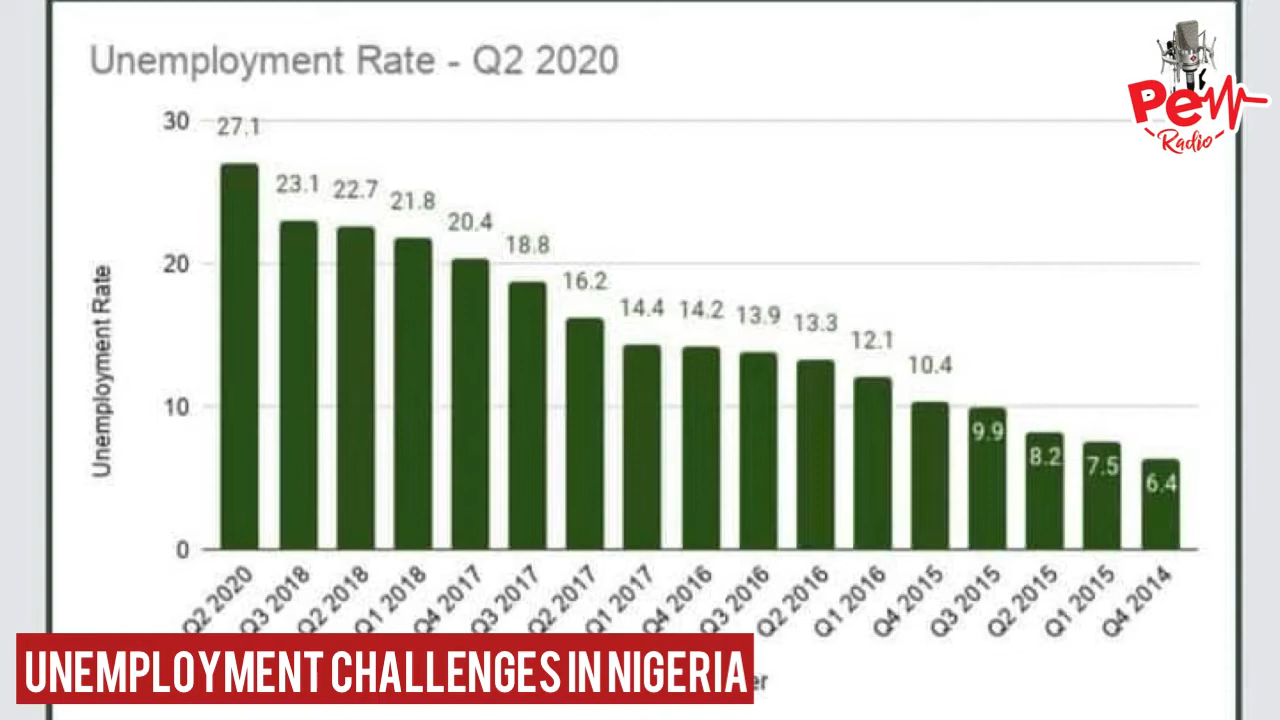 Unemployment Rate - Q2 2020
PeW
Radio
30
27.1
23.1
22.7
21.8
20.4
20
18.8
16.2
14.4
14.2
13.9
13.3
12.1
10.4
10
9.9
8.2
7.5
6.4
0
Unemployment Rate
Q2 2020
Q3 2018
Q2 2018
Q1 2018
Q4 2017
Q3 2017
Q2 2017
Q1 2017
Q4 2016
Q3 2016
Q2 2016
Q1 2016
Q4 2015
Q3 2015
Q2 2015
Q1 2015
Q4 2014
UNEMPLOYMENT CHALLENGES IN NIGERIA